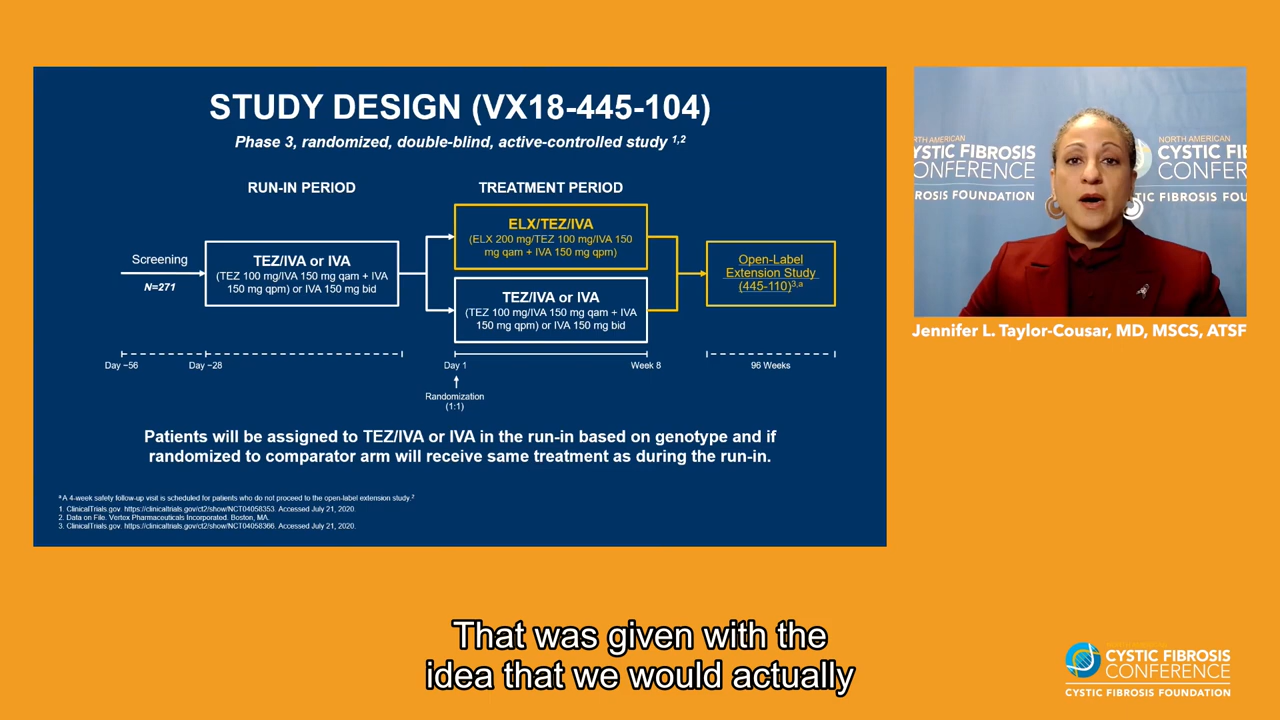 STUDY DESIGN (VX18-445-104)
Phase 3, randomized, double-blind, active-controlled study 1,2
RUN-IN PERIOD
TREATMENT PERIOD
Screening
N=271
TEZ/IVA or IVA
(TEZ 100 mg/IVA 150 mg qam + IVA
150 mg qpm) or IVA 150 mg bid
ELX/TEZ/IVA
(ELX 200 mg/TEZ 100 mg/IVA 150
mg qam + IVA 150 mg qpm)
TEZ/IVA or IVA
(TEZ 100 mg/IVA 150 mg qam + IVA
150 mg qpm) or IVA 150 mg bid
Open-Label
Extension Study
(445-110)3,a
Day −56
Day −28
Day 1
Week 8
96 Weeks
Randomization
(1:1)
Patients will be assigned to TEZ/IVA or IVA in the run-in based on genotype and if
randomized to comparator arm will receive same treatment as during the run-in.
a A 4-week safety follow-up visit is scheduled for patients who do not proceed to the open-label extension study.2
1. ClinicalTrials.gov. https://clinicaltrials.gov/ct2/show/NCT04058353. Accessed July 21, 2020.
2. Data on File. Vertex Pharmaceuticals Incorporated. Boston, MA.
3. ClinicalTrials.gov. https://clinicaltrials.gov/ct2/show/NCT04058366. Accessed July 21, 2020.
NORTH AMERICAN
YSTIC FIBROSIS
ONFERENCE
ROSIS FOUNDATION
NORTH AMERICAN
CYSTIC FI
CONFERE
TIC FIBROSIS
Jennifer L. Taylor-Cousar, MD, MSCS, ATSF
That was given with the
idea that we would actually
NORTH AMERICAN
CYSTIC FIBROSIS
CONFERENCE
CYSTIC FIBROSIS FOUNDATION